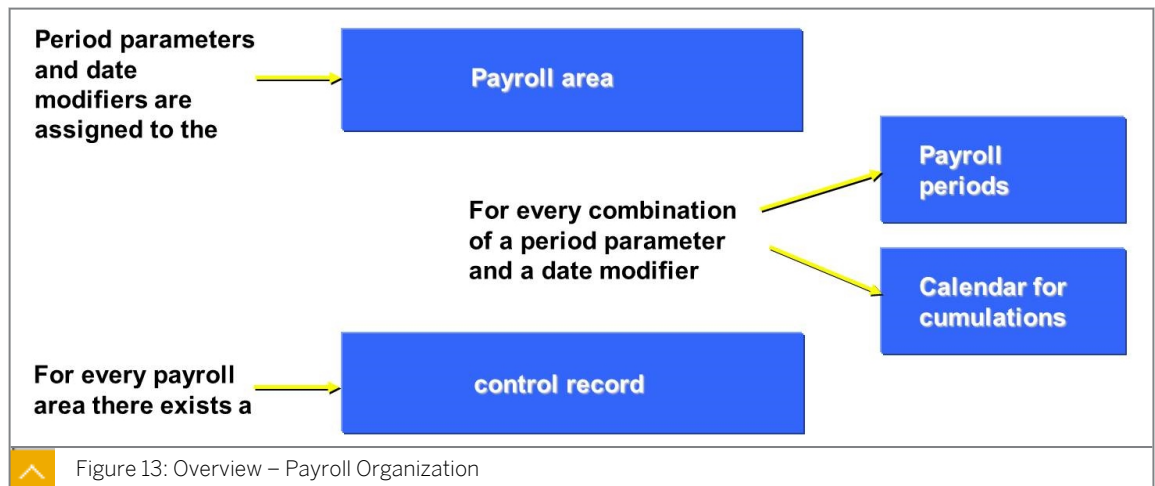 Period parameters
and date
modifiers are
assigned to the
Payroll area
For every combination
of a period parameter
and a date modifier
Payroll
periods
Calendar for
cumulations
For every payroll
area there exists a
control record
Figure 13: Overview – Payroll Organization